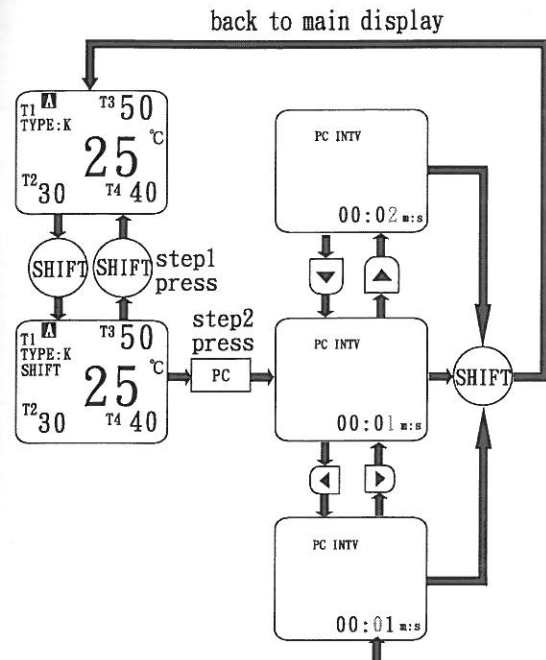 back to main display
T1 Λ T3 50
TYPE:K
25 ℃
T2 30 T4 40
SHIFT
SHIFT
step1
press
T1 Λ T3 50
TYPE:K
SHIFT
25 ℃
T2 30 T4 40
step2
press
PC
PC INTV
00:02 m:s
PC INTV
00:01 m:s
PC INTV
00:01 m:s
SHIFT